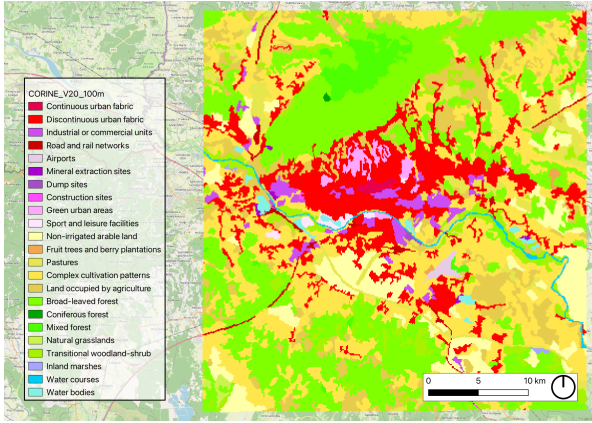 CORINE_V20_100m
Continuous urban fabric
Discontinuous urban fabric
Industrial or commercial units
Road and rail networks
Airports
Mineral extraction sites
Dump sites
Construction sites
Green urban areas
Sport and leisure facilities
Non-irrigated arable land
Fruit trees and berry plantations
Pastures
Complex cultivation patterns
Land occupied by agriculture
Broad-leaved forest
Coniferous forest
Mixed forest
Natural grasslands
Transitional woodland-shrub
Inland marshes
Water courses
Water bodies
0 5 10 km